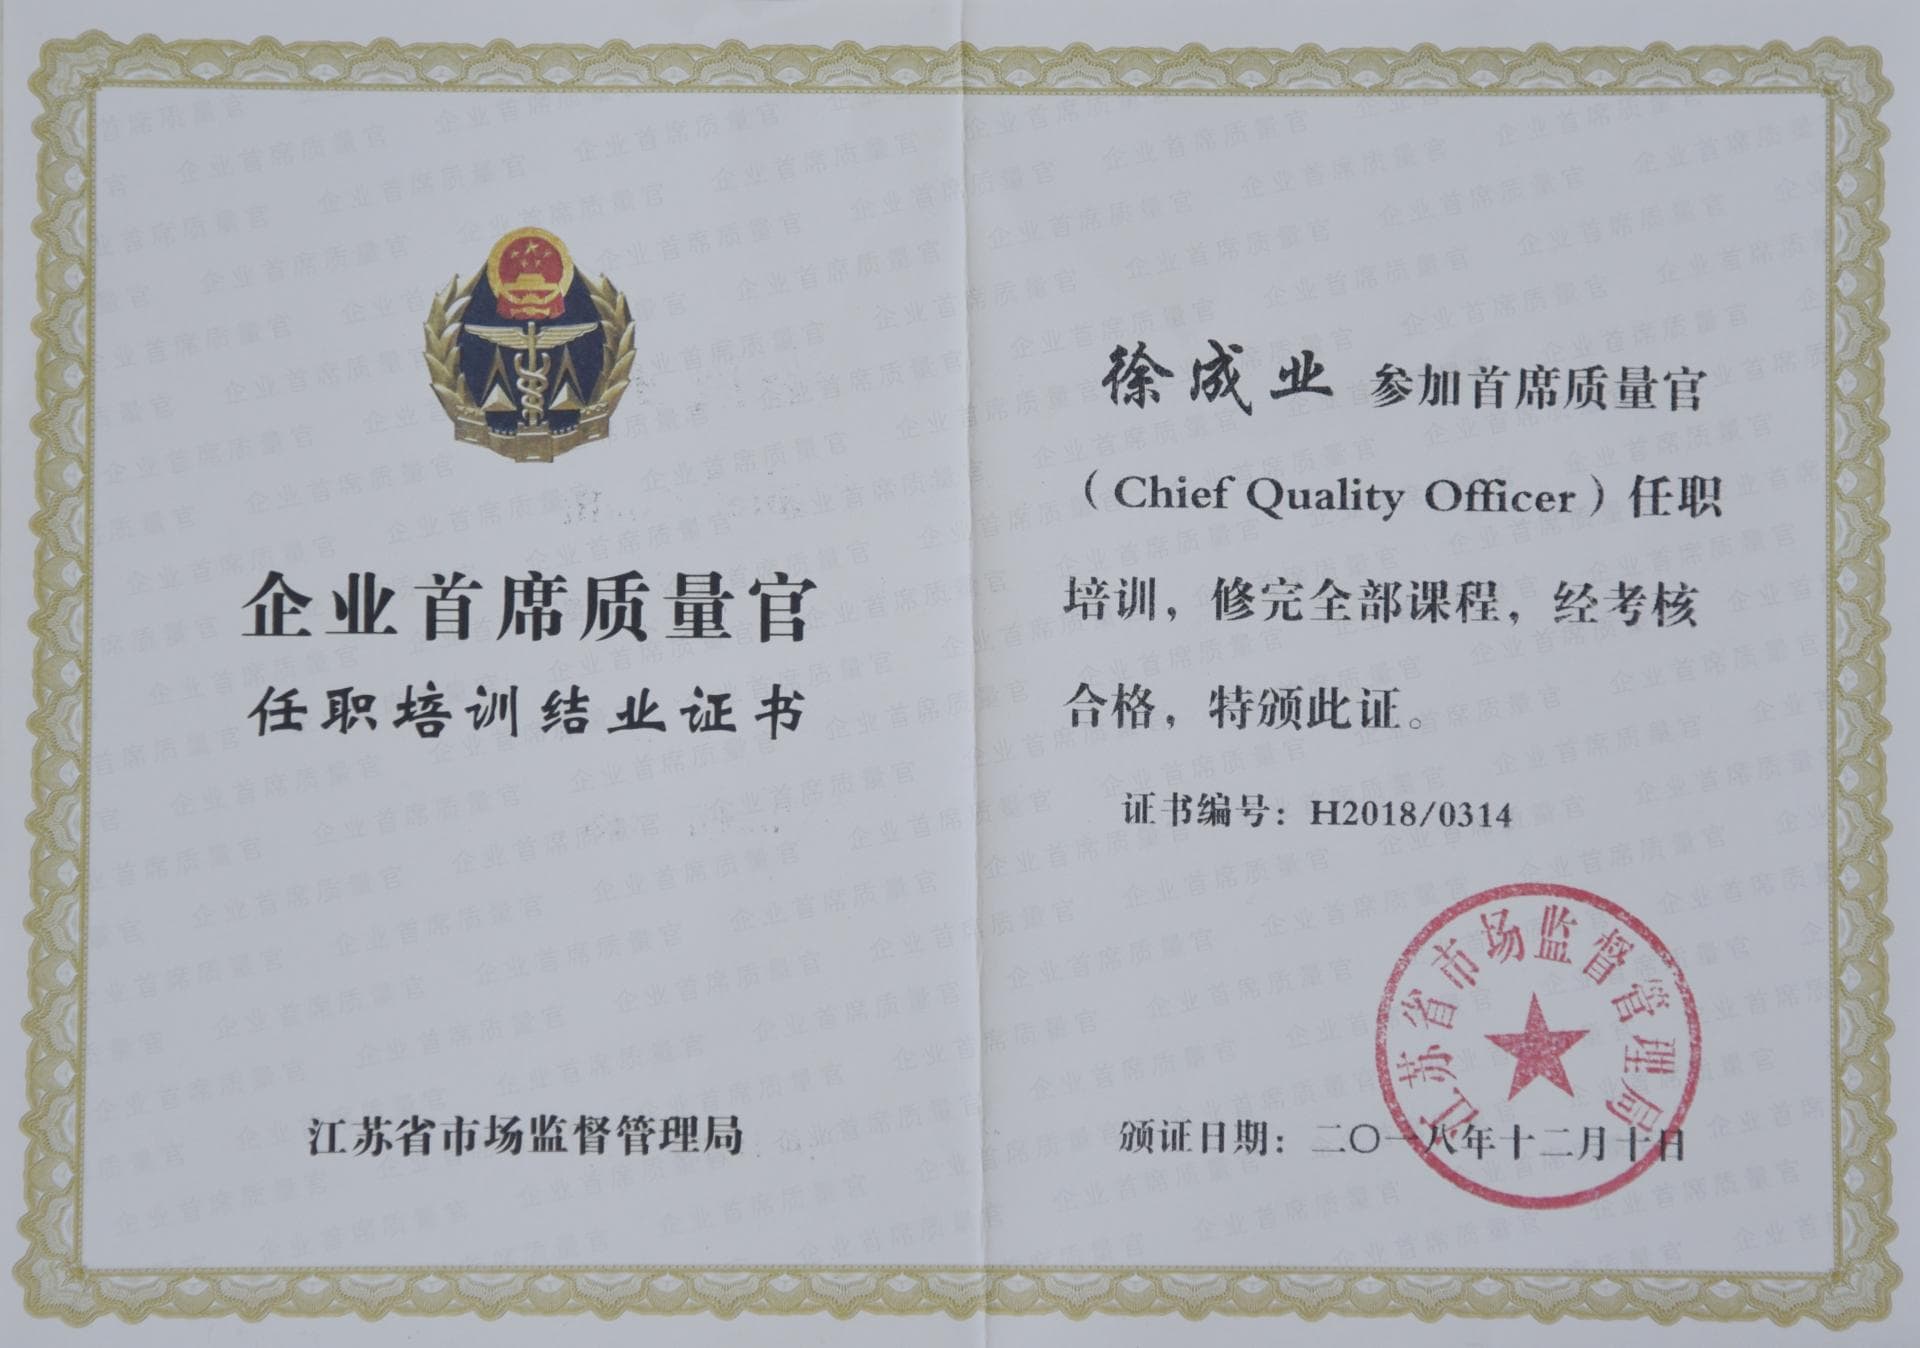 企业首席质量官
任职培训结业证书
江苏省市场监督管理局
徐成业 参加首席质量官
（Chief Quality Officer）任职
培训，修完全部课程，经考核
合格，特颁此证。
证书编号：H2018/0314
江苏省市场监督管理局
颁证日期：二〇一八年十二月十日